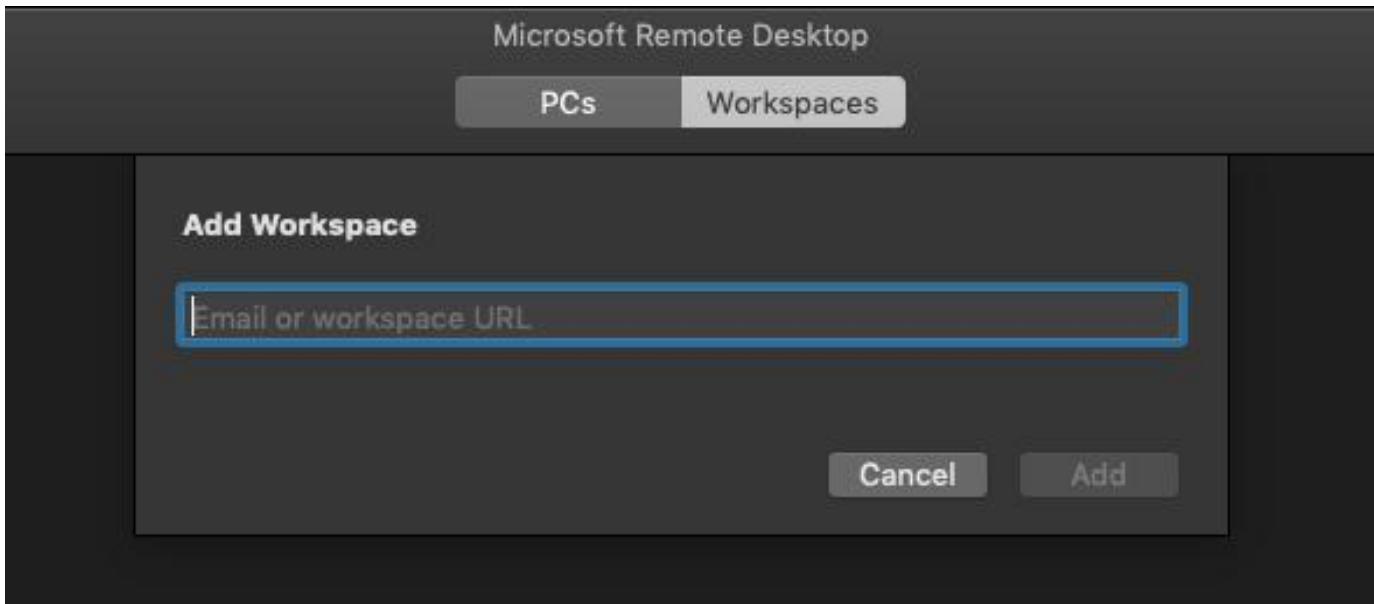 Microsoft Remote Desktop
PCs Workspaces
Add Workspace
Email or workspace URL
Cancel Add